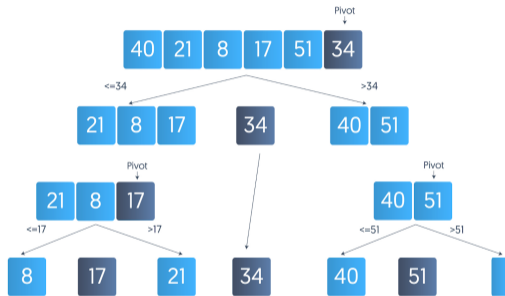 Pivot
40 21 8 17 51 34
<=34 >34
21 8 17 34 40 51
Pivot Pivot
21 8 17 40 51
<=17 >17 <=51 >51
8 17 21 34 40 51